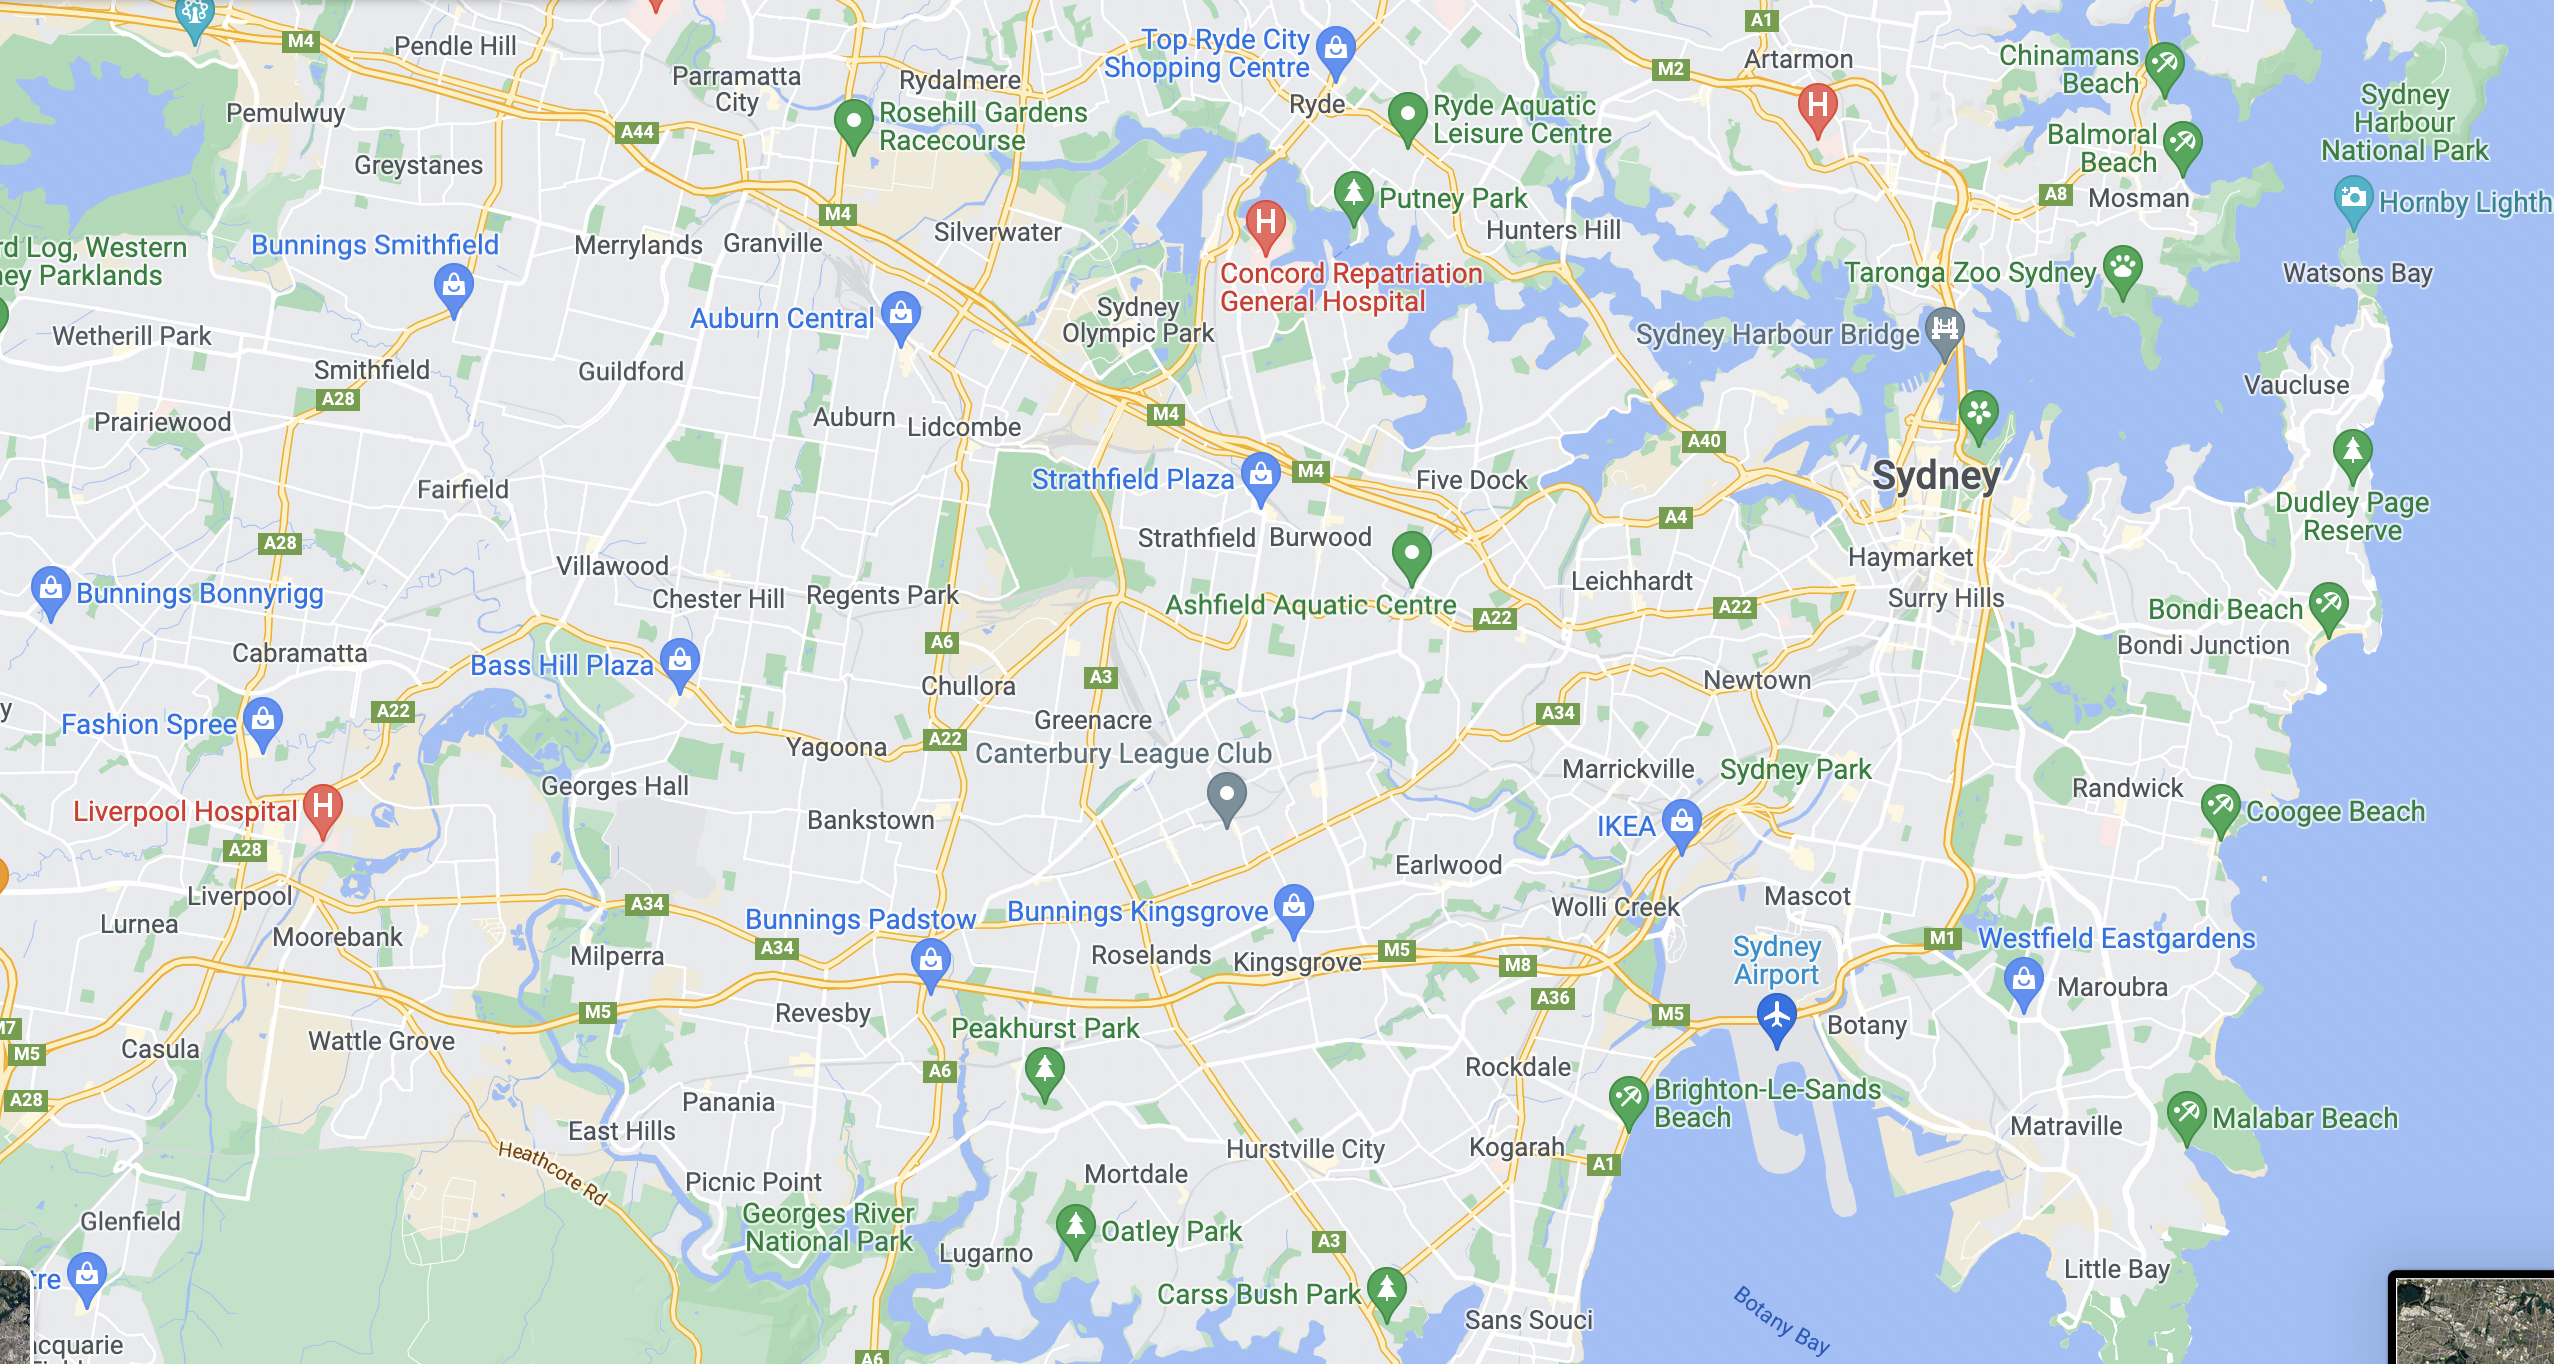 M4
Pendle Hill
Parramatta
City
Rydalmere
Top Ryde City
Shopping Centre
A1
M2
Artarmon
Chinamans
Beach
Pemulwuy
Rosehill Gardens
Racecourse
Ryde
Ryde Aquatic
Leisure Centre
Sydney
Harbour
National Park
A44
Balmoral
Beach
Greystanes
H
Putney Park
A8
Mosman
Hornby Lighth
M4
H
Bunnings Smithfield
Merrylands
Granville
Silverwater
Hunters Hill
rd Log, Western
ney Parklands
Concord Repatriation
General Hospital
Taronga Zoo Sydney
Watsons Bay
Wetherill Park
Auburn Central
Sydney
Olympic Park
Sydney Harbour Bridge
Smithfield
Guildford
A28
Vaucluse
Prairiewood
Auburn
Lidcombe
M4
A40
Fairfield
Strathfield Plaza
M4
Five Dock
Sydney
Dudley Page
Reserve
A4
A28
Strathfield
Burwood
Haymarket
Villawood
Leichhardt
Bunnings Bonnyrigg
Chester Hill
Regents Park
Ashfield Aquatic Centre
A22
A22
Surry Hills
Bondi Beach
Cabramatta
A6
Bondi Junction
Bass Hill Plaza
Chullora
A3
Newtown
y
Fashion Spree
A22
Greenacre
A34
Yagoona
A22
Canterbury League Club
Marrickville
Sydney Park
Georges Hall
Randwick
Liverpool Hospital
H
Bankstown
IKEA
Coogee Beach
A28
Earlwood
Liverpool
A34
Mascot
Lurnea
Bunnings Padstow
Bunnings Kingsgrove
Wolli Creek
Moorebank
A34
Milperra
Roselands
Kingsgrove
M5
M8
Sydney
Airport
M1
Westfield Eastgardens
Maroubra
A36
M5
Revesby
M5
Botany
M7
Peakhurst Park
M5
Casula
Wattle Grove
A6
Rockdale
A28
Panania
Brighton-Le-Sands
Beach
Malabar Beach
East Hills
Matraville
Heathcote Rd
Hurstville City
Kogarah
A1
Picnic Point
Mortdale
Glenfield
Georges River
National Park
Oatley Park
Lugarno
A3
tre
Carss Bush Park
Little Bay
Sans Souci
Botany Bay
acquarie
A6